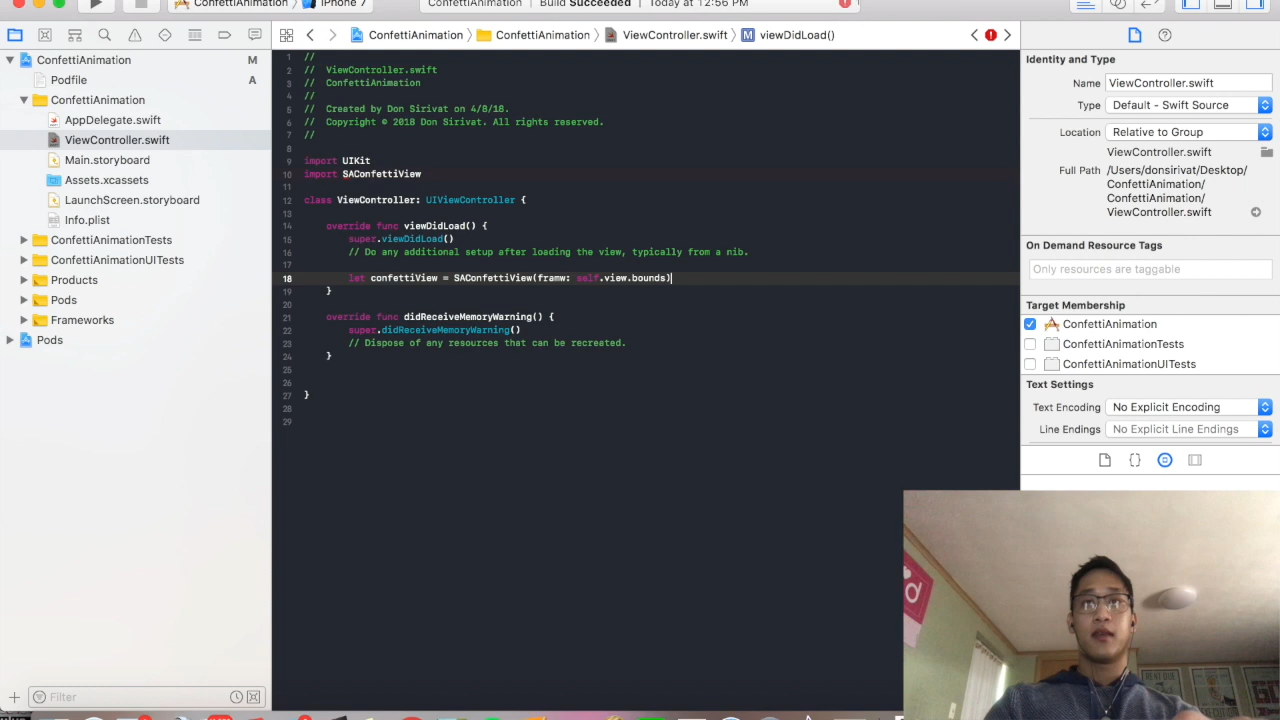 ConfettiAnimation iPhone 7 ConfettiAnimation Build Succeeded Today at 12:56 PM
ConfettiAnimation ConfettiAnimation ViewController.swift M viewDidLoad()
ConfettiAnimation M
Podfile A
ConfettiAnimation
AppDelegate.swift
ViewController.swift
Main.storyboard
Assets.xcassets
LaunchScreen.storyboard
Info.plist
ConfettiAnimationTests
ConfettiAnimationUITests
Products
Pods
Frameworks
Pods
Filter
1 //
2 // ViewController.swift
3 // ConfettiAnimation
4 //
5 // Created by Don Sirivat on 4/8/18.
6 // Copyright © 2018 Don Sirivat. All rights reserved.
7 //
8
9 import UIKit
10 import SAConfettiView
11
12 class ViewController: UIViewController {
13
14 override func viewDidLoad() {
15 super.viewDidLoad()
16 // Do any additional setup after loading the view, typically from a nib.
17
18 let confettiView = SAConfettiView(framw: self.view.bounds)
19 }
20
21 override func didReceiveMemoryWarning() {
22 super.didReceiveMemoryWarning()
23 // Dispose of any resources that can be recreated.
24 }
25
26
27 }
28
29
Identity and Type
Name ViewController.swift
Type Default - Swift Source
Location Relative to Group
ViewController.swift
Full Path /Users/donsirivat/Desktop/
ConfettiAnimation/
ConfettiAnimation/
ViewController.swift
On Demand Resource Tags
Only resources are taggable
Target Membership
ConfettiAnimation
ConfettiAnimationTests
ConfettiAnimationUITests
Text Settings
Text Encoding No Explicit Encoding
Line Endings No Explicit Line Endings